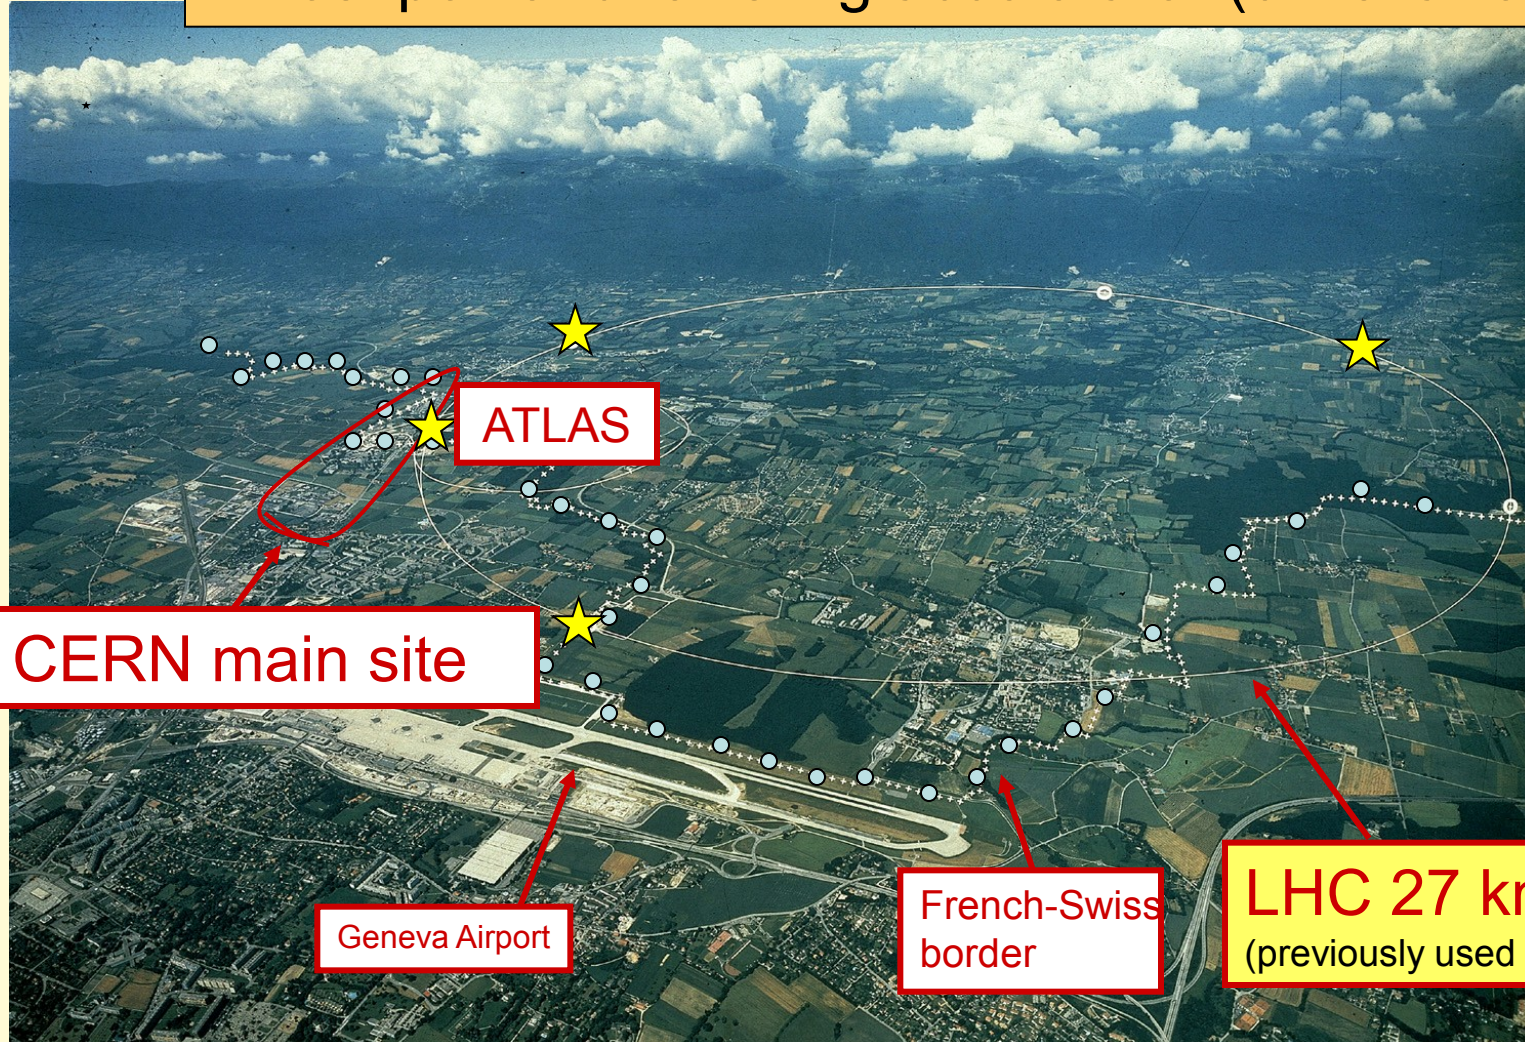 ATLAS
CERN main site
Geneva Airport
French-Swiss
border
LHC 27
(previously used